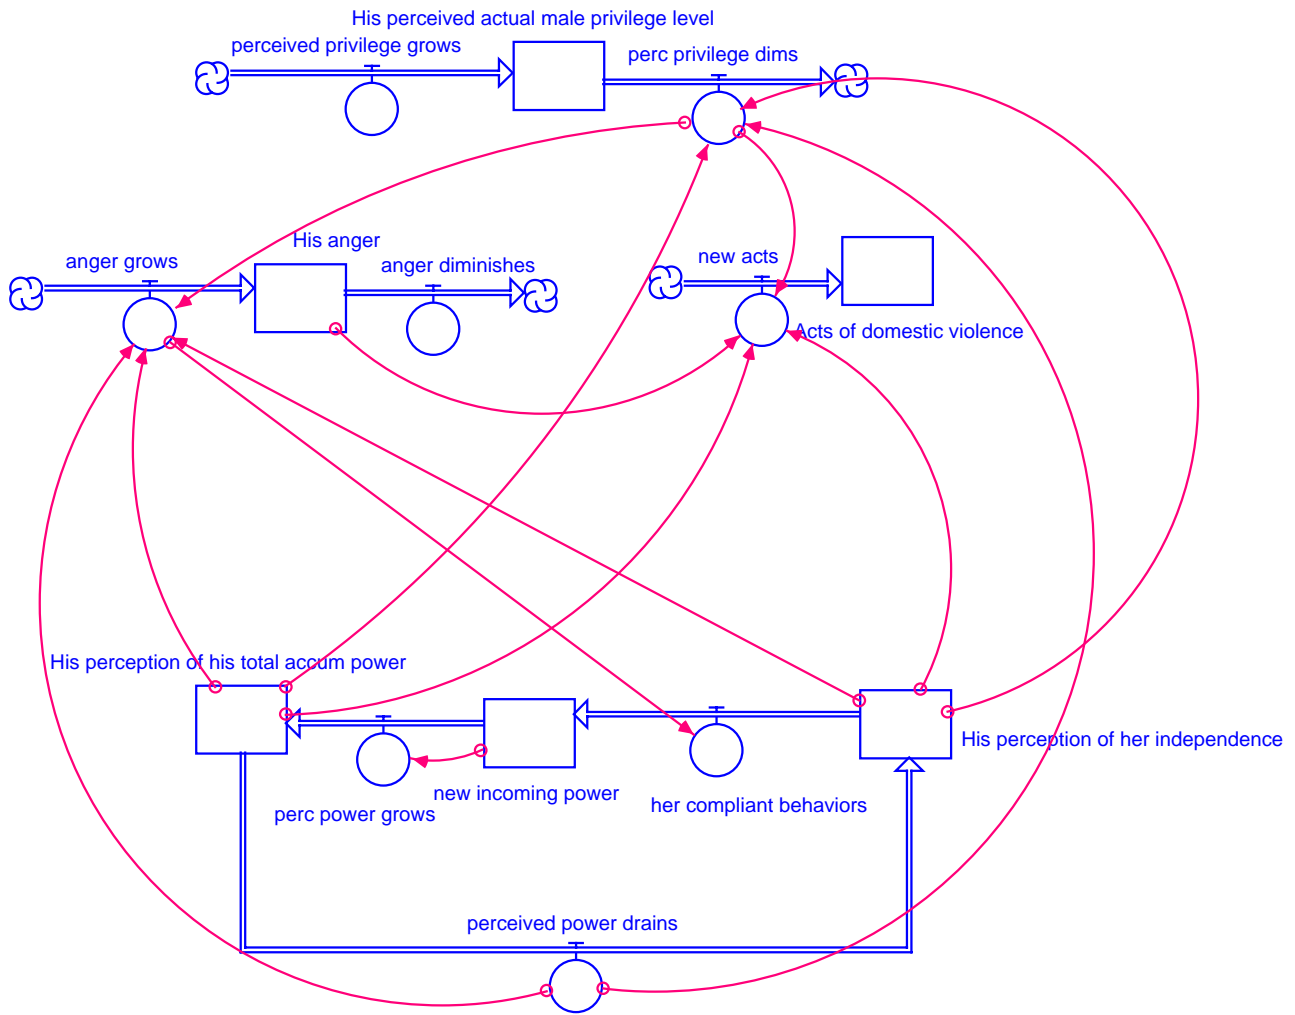 His perceived actual male privilege level
perceived privilege grows
perc privilege dims
His anger
new acts
anger grows
anger diminishes
Acts of domestic violence
His perception of his total accum power
His perception of her independence
new incoming power
her compliant behaviors
perc power grows
perceived power drains